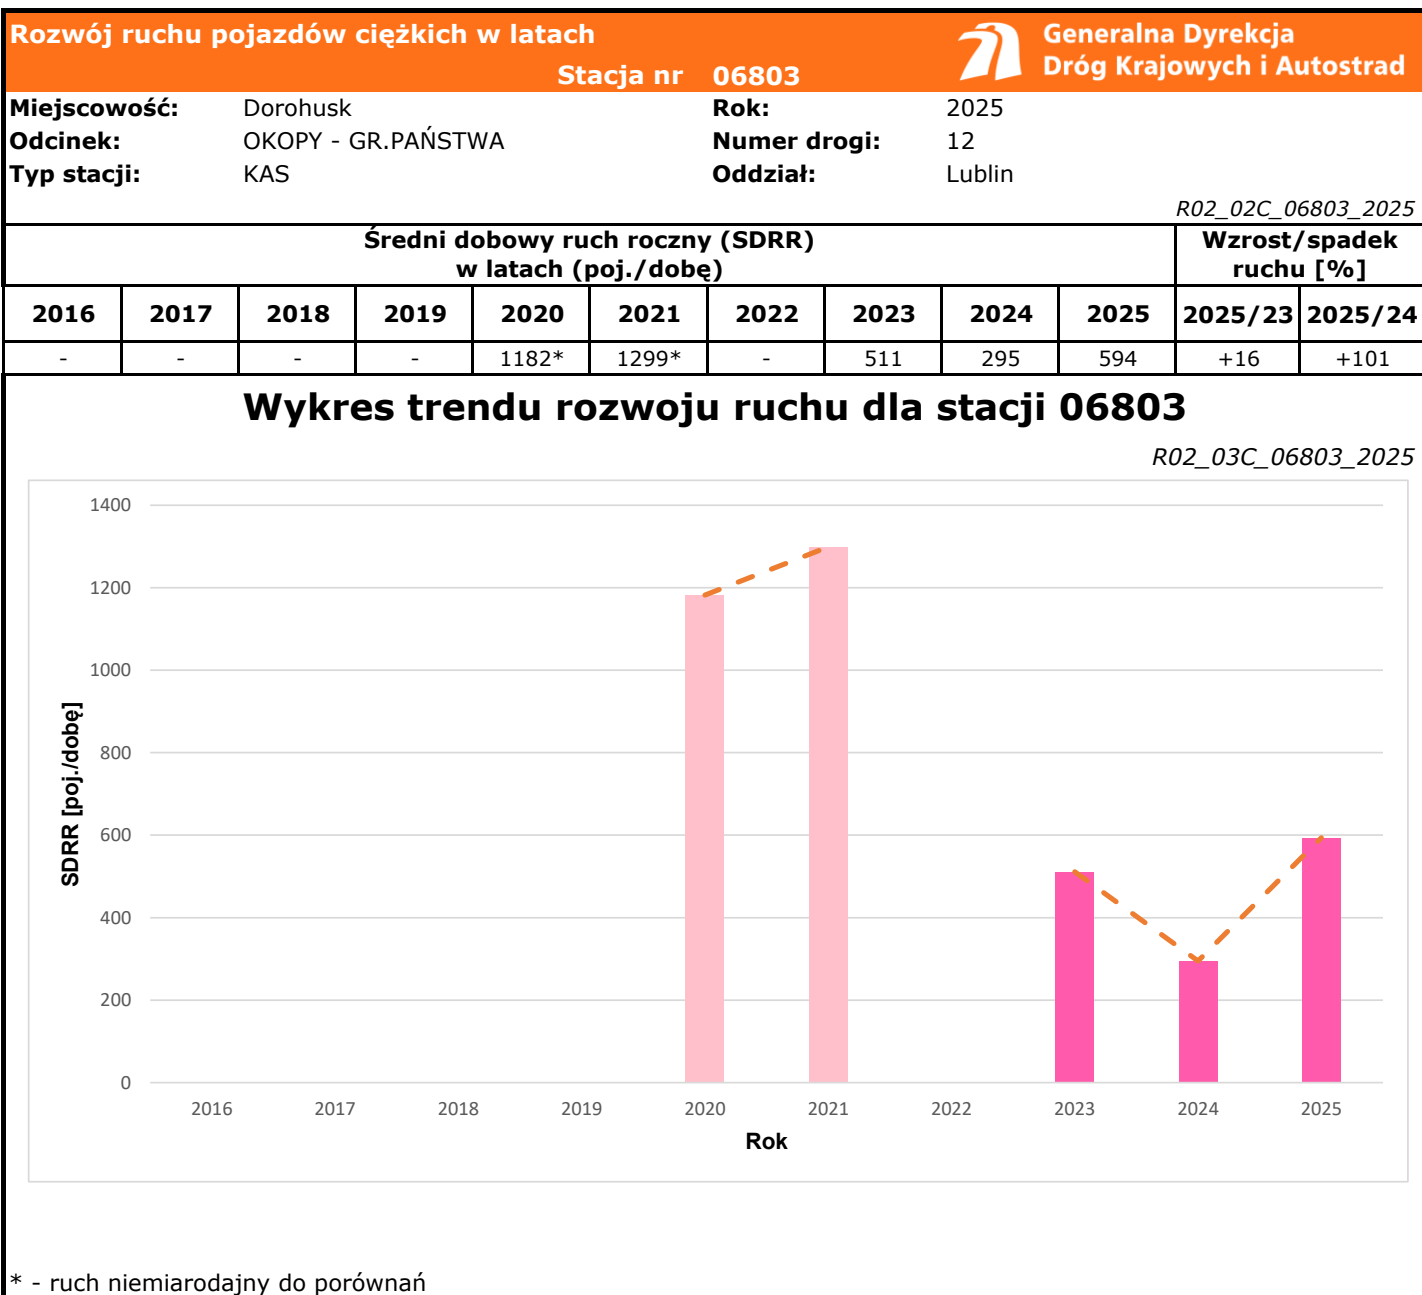 Rozwój ruchu pojazdów ciężkich w latach
Generalna Dyrekcja
Dróg Krajowych i Autostrad
Stacja nr 06803
Miejscowość: Dorohusk Rok: 2025
Odcinek: OKOPY - GR.PAŃSTWA Numer drogi: 12
Typ stacji: KAS Oddział: Lublin
R02_02C_06803_2025
Średni dobowy ruch roczny (SDRR)
w latach (poj./dobę)
Wzrost/spadek
ruchu [%]
2016 2017 2018 2019 2020 2021 2022 2023 2024 2025 2025/23 2025/24
- - - - 1182* 1299* - 511 295 594 +16 +101
Wykres trendu rozwoju ruchu dla stacji 06803
R02_03C_06803_2025
1400
1200
1000
800
600
400
200
0
SDRR [poj./dobę]
2016 2017 2018 2019 2020 2021 2022 2023 2024 2025
Rok
* - ruch niemiarodajny do porównań